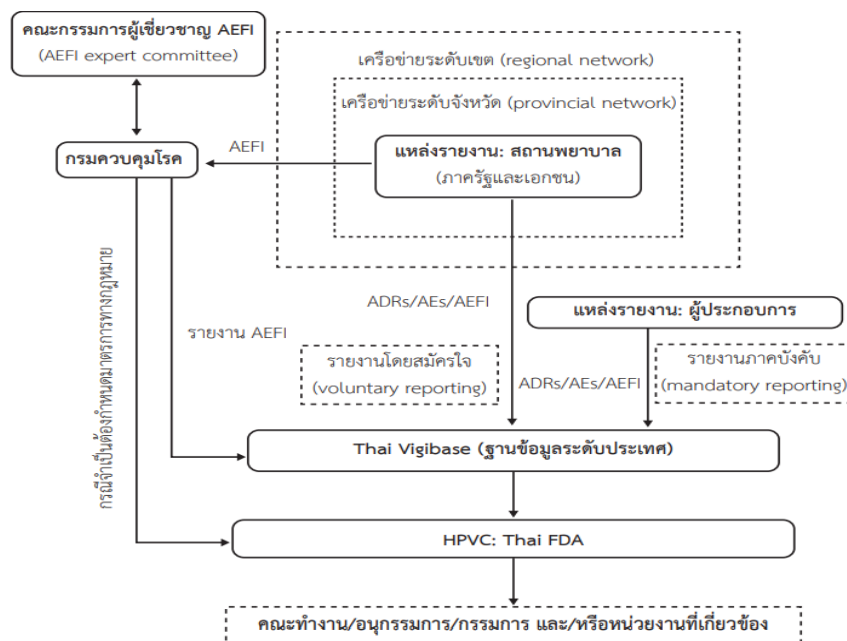 คณะกรรมการผู้เชี่ยวชาญ AEFI
(AEFI expert committee)
เครือข่ายระดับเขต (regional network)
เครือข่ายระดับจังหวัด (provincial network)
AEFI
กรมควบคุมโรค
แหล่งรายงาน: สถานพยาบาล
(ภาครัฐและเอกชน)
กรณีจำเป็นต้องกำหนดมาตรการทางกฎหมาย
รายงาน AEFI
ADRs/AEs/AEFI
แหล่งรายงาน: ผู้ประกอบการ
รายงานโดยสมัครใจ
(voluntary reporting)
ADRs/AEs/AEFI
รายงานภาคบังคับ
(mandatory reporting)
Thai Vigibase (ฐานข้อมูลระดับประเทศ)
HPVC: Thai FDA
คณะทำงาน/อนุกรรมการ/กรรมการ และ/หรือหน่วยงานที่เกี่ยวข้อง